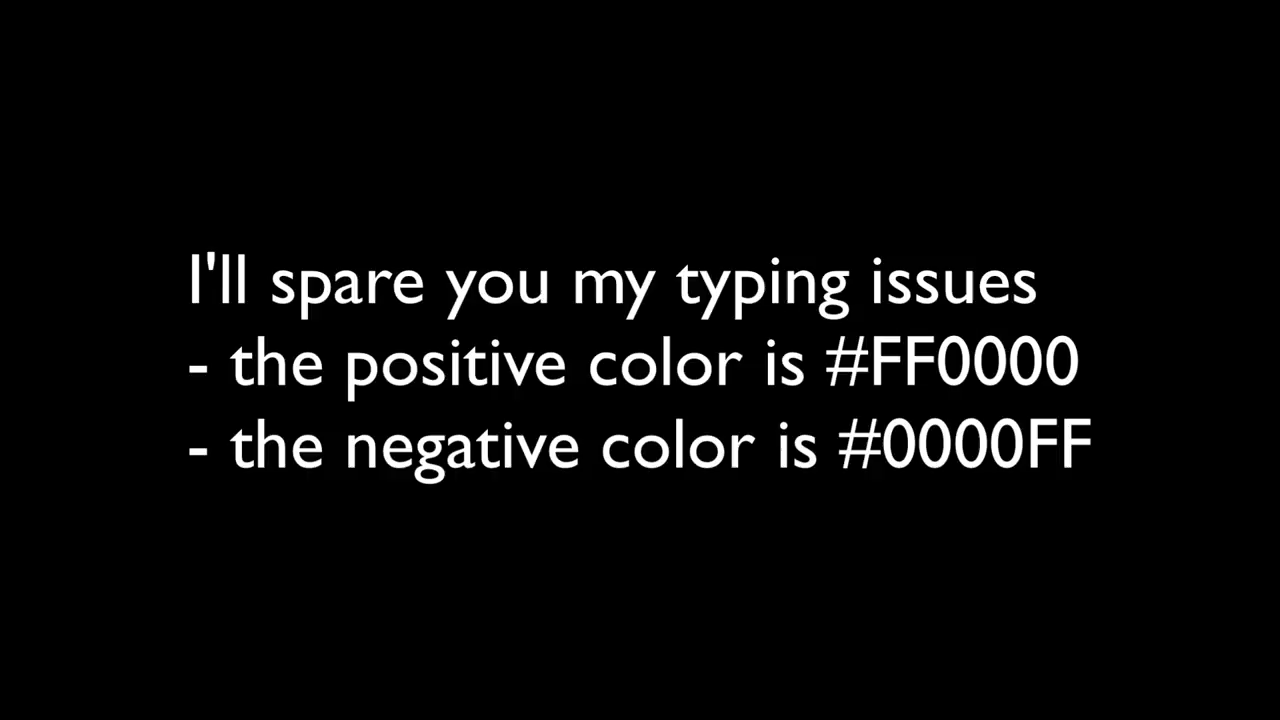 I'll spare you my typing issues
- the positive color is #FF0000
- the negative color is #0000FF